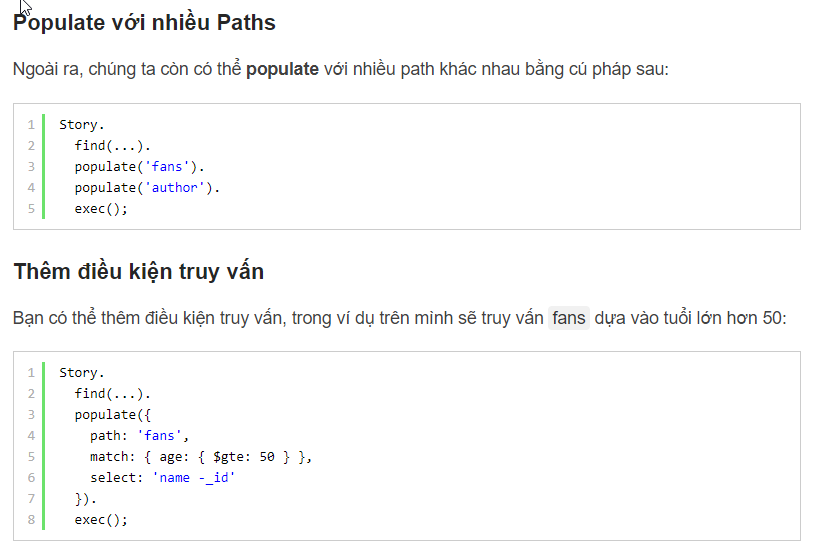 Populate với nhiều Paths
Ngoài ra, chúng ta còn có thể populate với nhiều path khác nhau bằng cú pháp sau:
1 Story.
2   find(...).
3   populate('fans').
4   populate('author').
5   exec();
Thêm điều kiện truy vấn
Bạn có thể thêm điều kiện truy vấn, trong ví dụ trên mình sẽ truy vấn fans dựa vào tuổi lớn hơn 50:
1 Story.
2   find(...).
3   populate({
4     path: 'fans',
5     match: { age: { $gte: 50 } },
6     select: 'name -_id'
7   }).
8   exec();